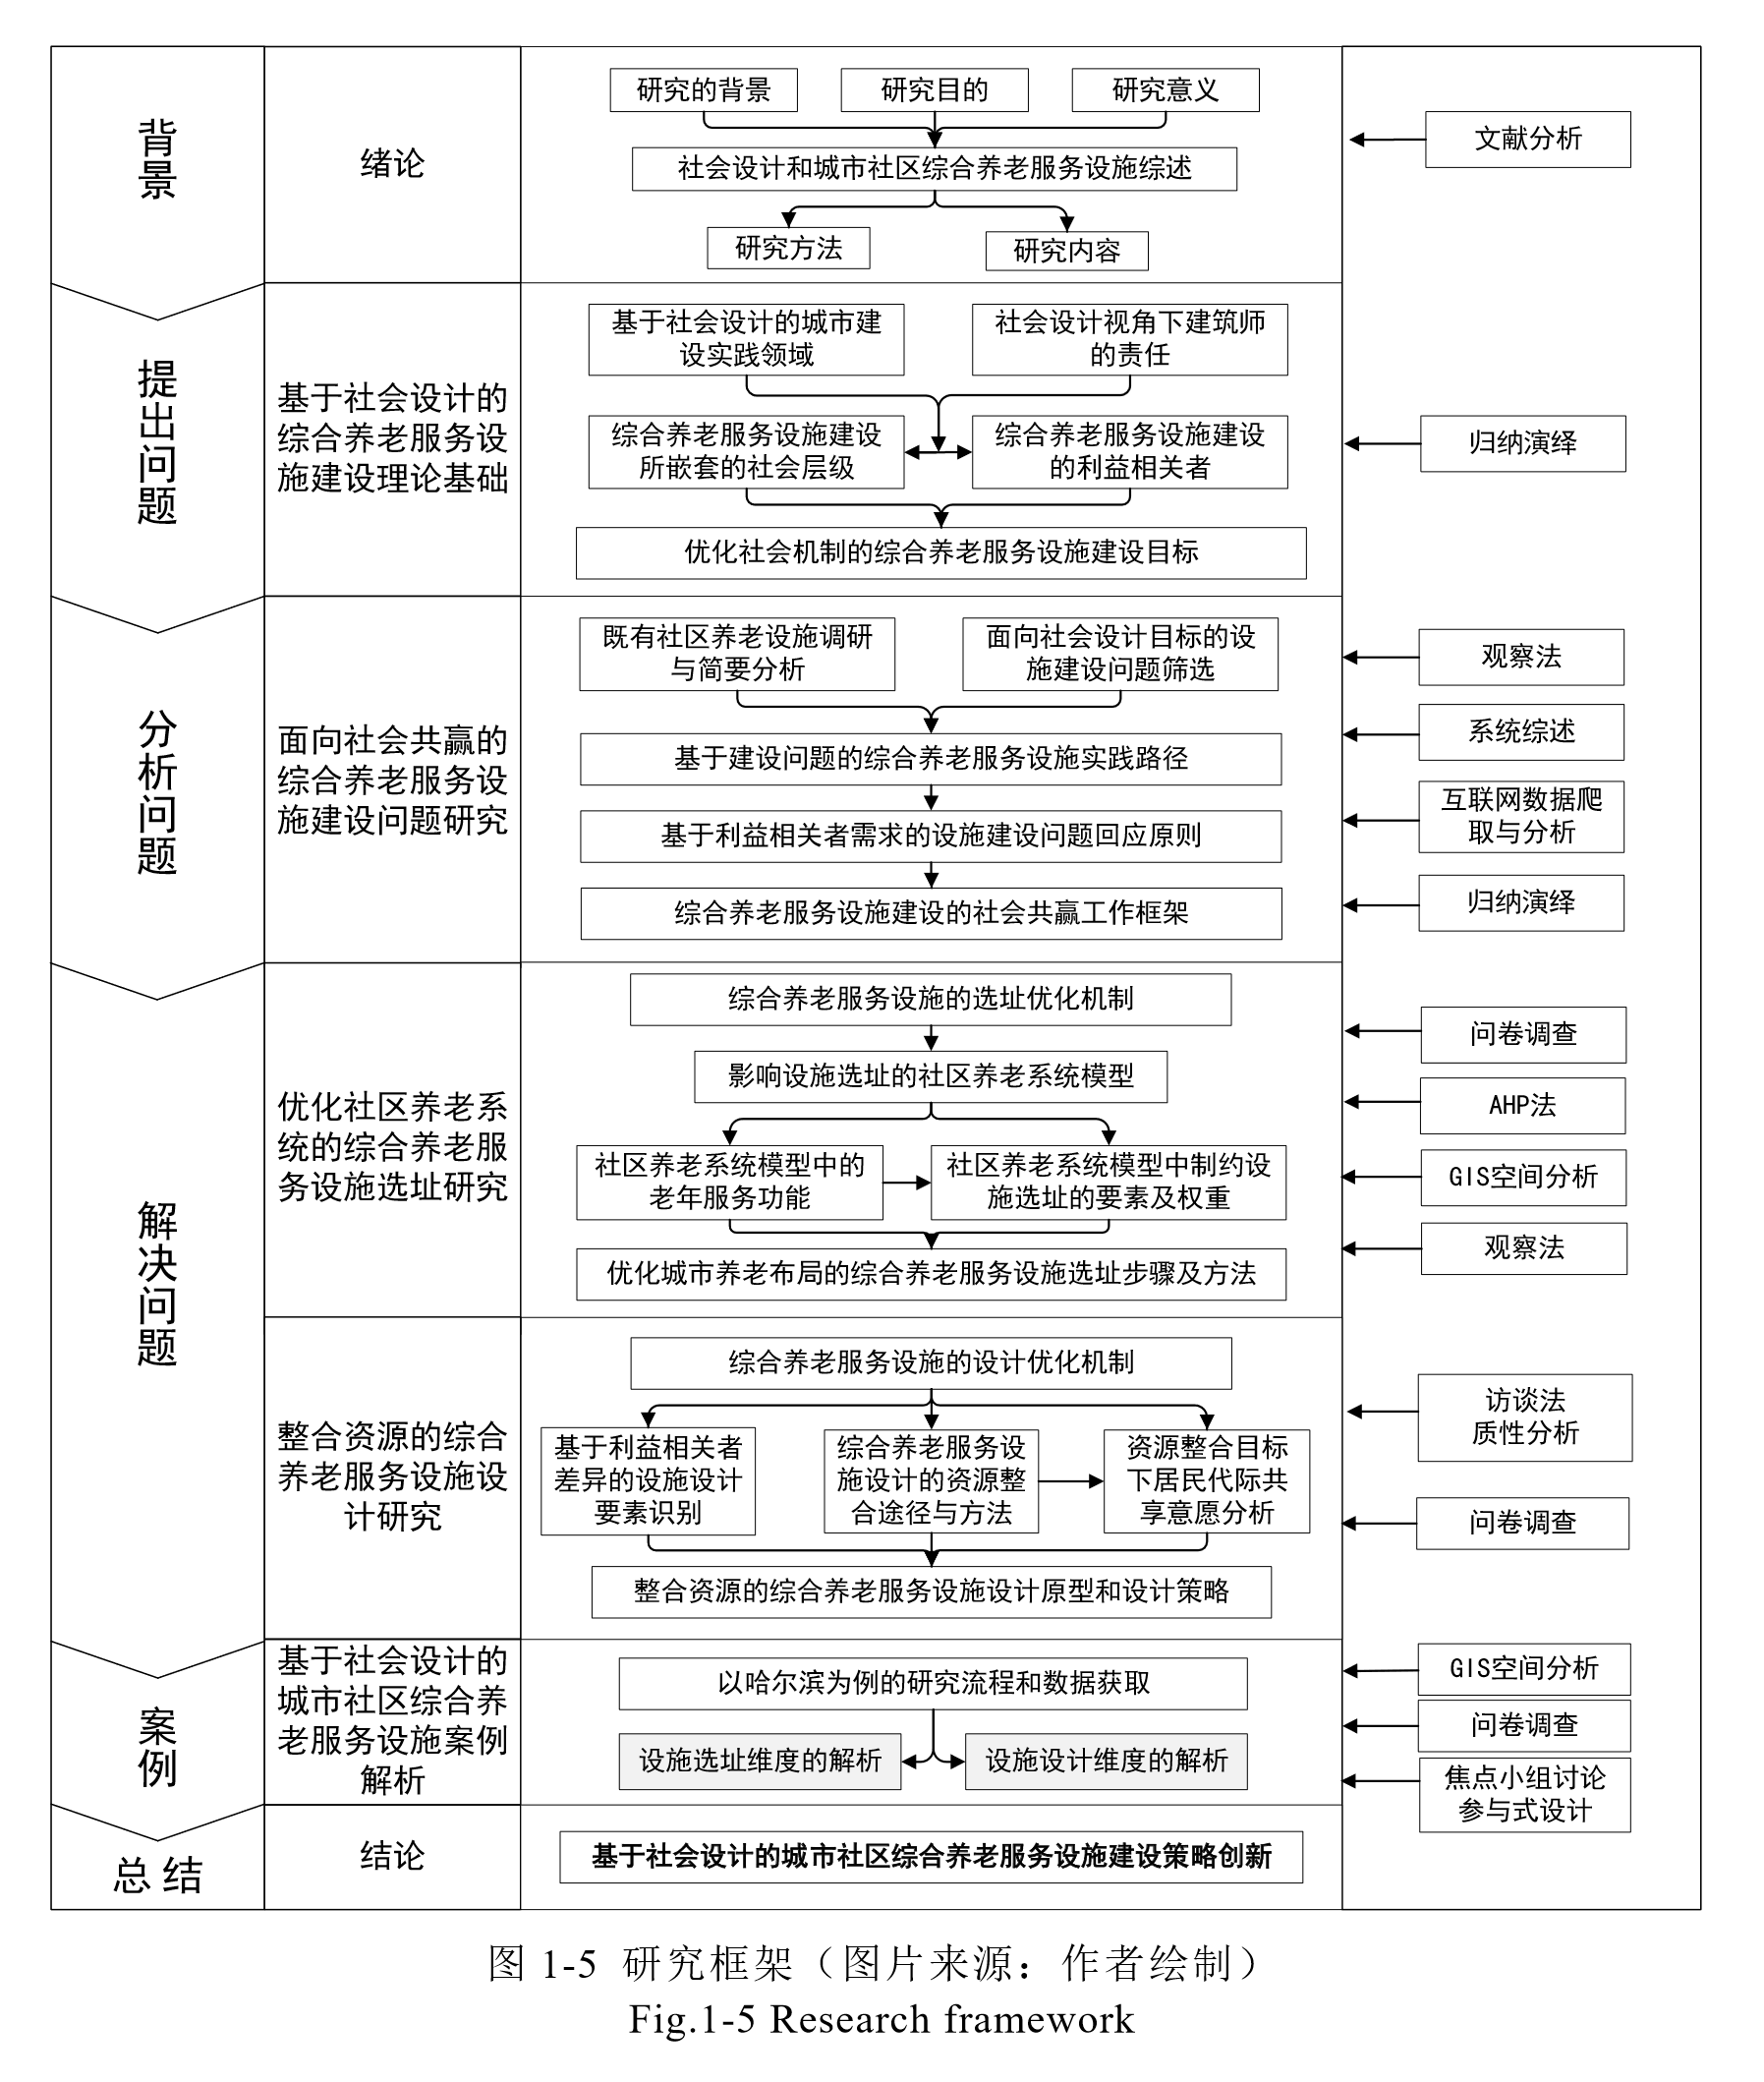 背景
绪论
研究的背景
研究目的
研究意义
社会设计和城市社区综合养老服务设施综述
研究方法
研究内容
文献分析
提出问题
基于社会设计的
综合养老服务设
施建设理论基础
基于社会设计的城市建
设实践领域
社会设计视角下建筑师
的责任
综合养老服务设施建设
所嵌套的社会层级
综合养老服务设施建设
的利益相关者
优化社会机制的综合养老服务设施建设目标
归纳演绎
分析问题
面向社会共赢的
综合养老服务设
施建设问题研究
既有社区养老设施调研
与简要分析
面向社会设计目标的设
施建设问题筛选
基于建设问题的综合养老服务设施实践路径
基于利益相关者需求的设施建设问题回应原则
综合养老服务设施建设的社会共赢工作框架
观察法
系统综述
互联网数据爬
取与分析
归纳演绎
解决问题
优化社区养老系
统的综合养老服
务设施选址研究
综合养老服务设施的选址优化机制
影响设施选址的社区养老系统模型
社区养老系统模型中的
老年服务功能
社区养老系统模型中制约设
施选址的要素及权重
优化城市养老布局的综合养老服务设施选址步骤及方法
问卷调查
AHP法
GIS空间分析
观察法
整合资源的综合
养老服务设施设
计研究
综合养老服务设施的设计优化机制
基于利益相关者
差异的设施设计
要素识别
综合养老服务设
施设计的资源整
合途径与方法
资源整合目标
下居民代际共
享意愿分析
整合资源的综合养老服务设施设计原型和设计策略
访谈法
质性分析
问卷调查
案例
基于社会设计的
城市社区综合养
老服务设施案例
解析
以哈尔滨为例的研究流程和数据获取
设施选址维度的解析
设施设计维度的解析
GIS空间分析
问卷调查
焦点小组讨论
参与式设计
总结
结论
基于社会设计的城市社区综合养老服务设施建设策略创新
图 1-5 研究框架（图片来源：作者绘制）
Fig.1-5 Research framework